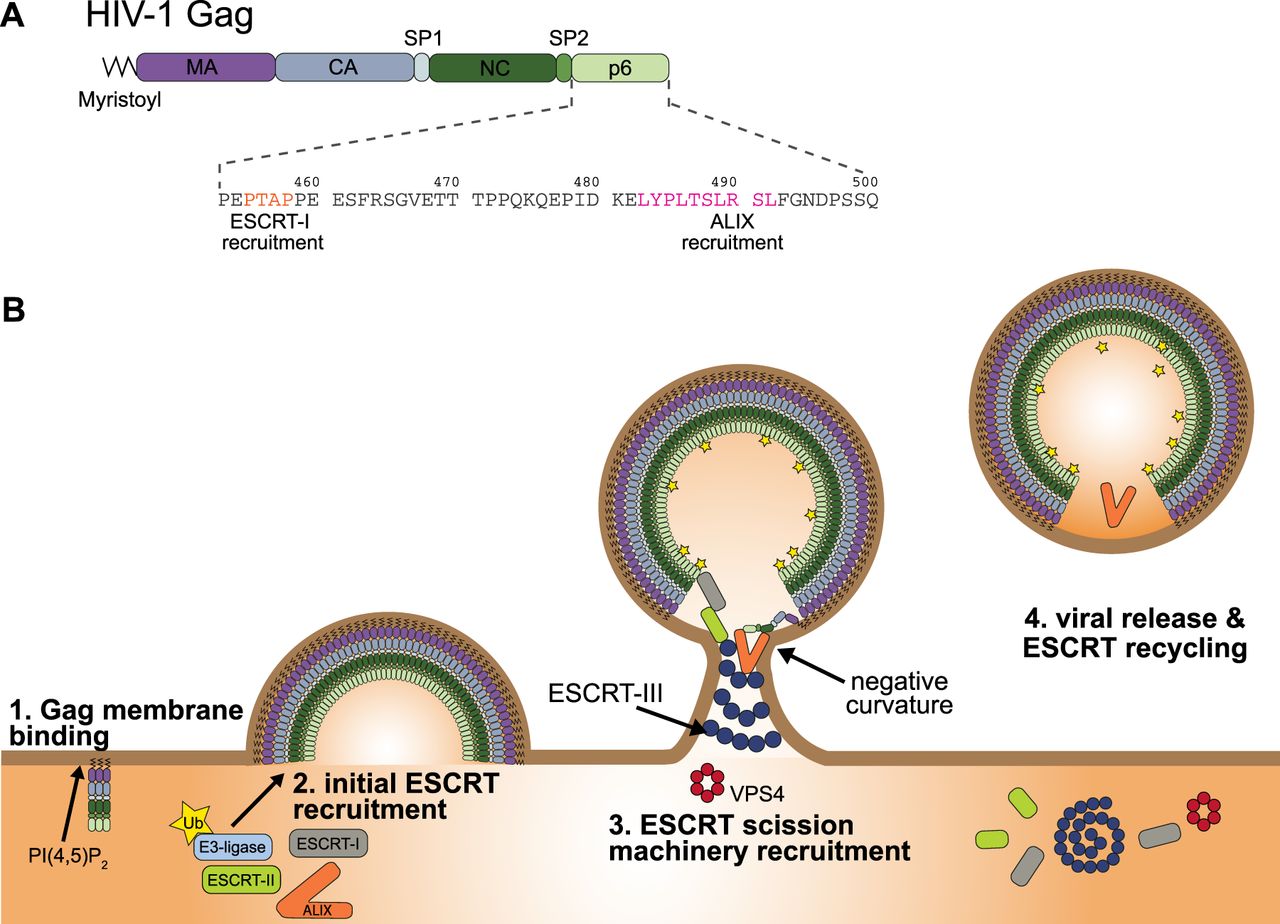 A
HIV-1 Gag
SP1 SP2
MA CA NC p6
Myristoyl
460 470 480 490 500
PEPTAPPE ESFRSGVETT TPPQKQEPID KELYPLTSLR SLFGNDPSSQ
ESCRT-I
recruitment
ALIX
recruitment
B
1. Gag membrane
binding
PI(4,5)P2
2. initial ESCRT
recruitment
Ub
E3-ligase
ESCRT-I
ESCRT-II
ALIX
ESCRT-III
negative
curvature
VPS4
3. ESCRT scission
machinery recruitment
4. viral release &
ESCRT recycling